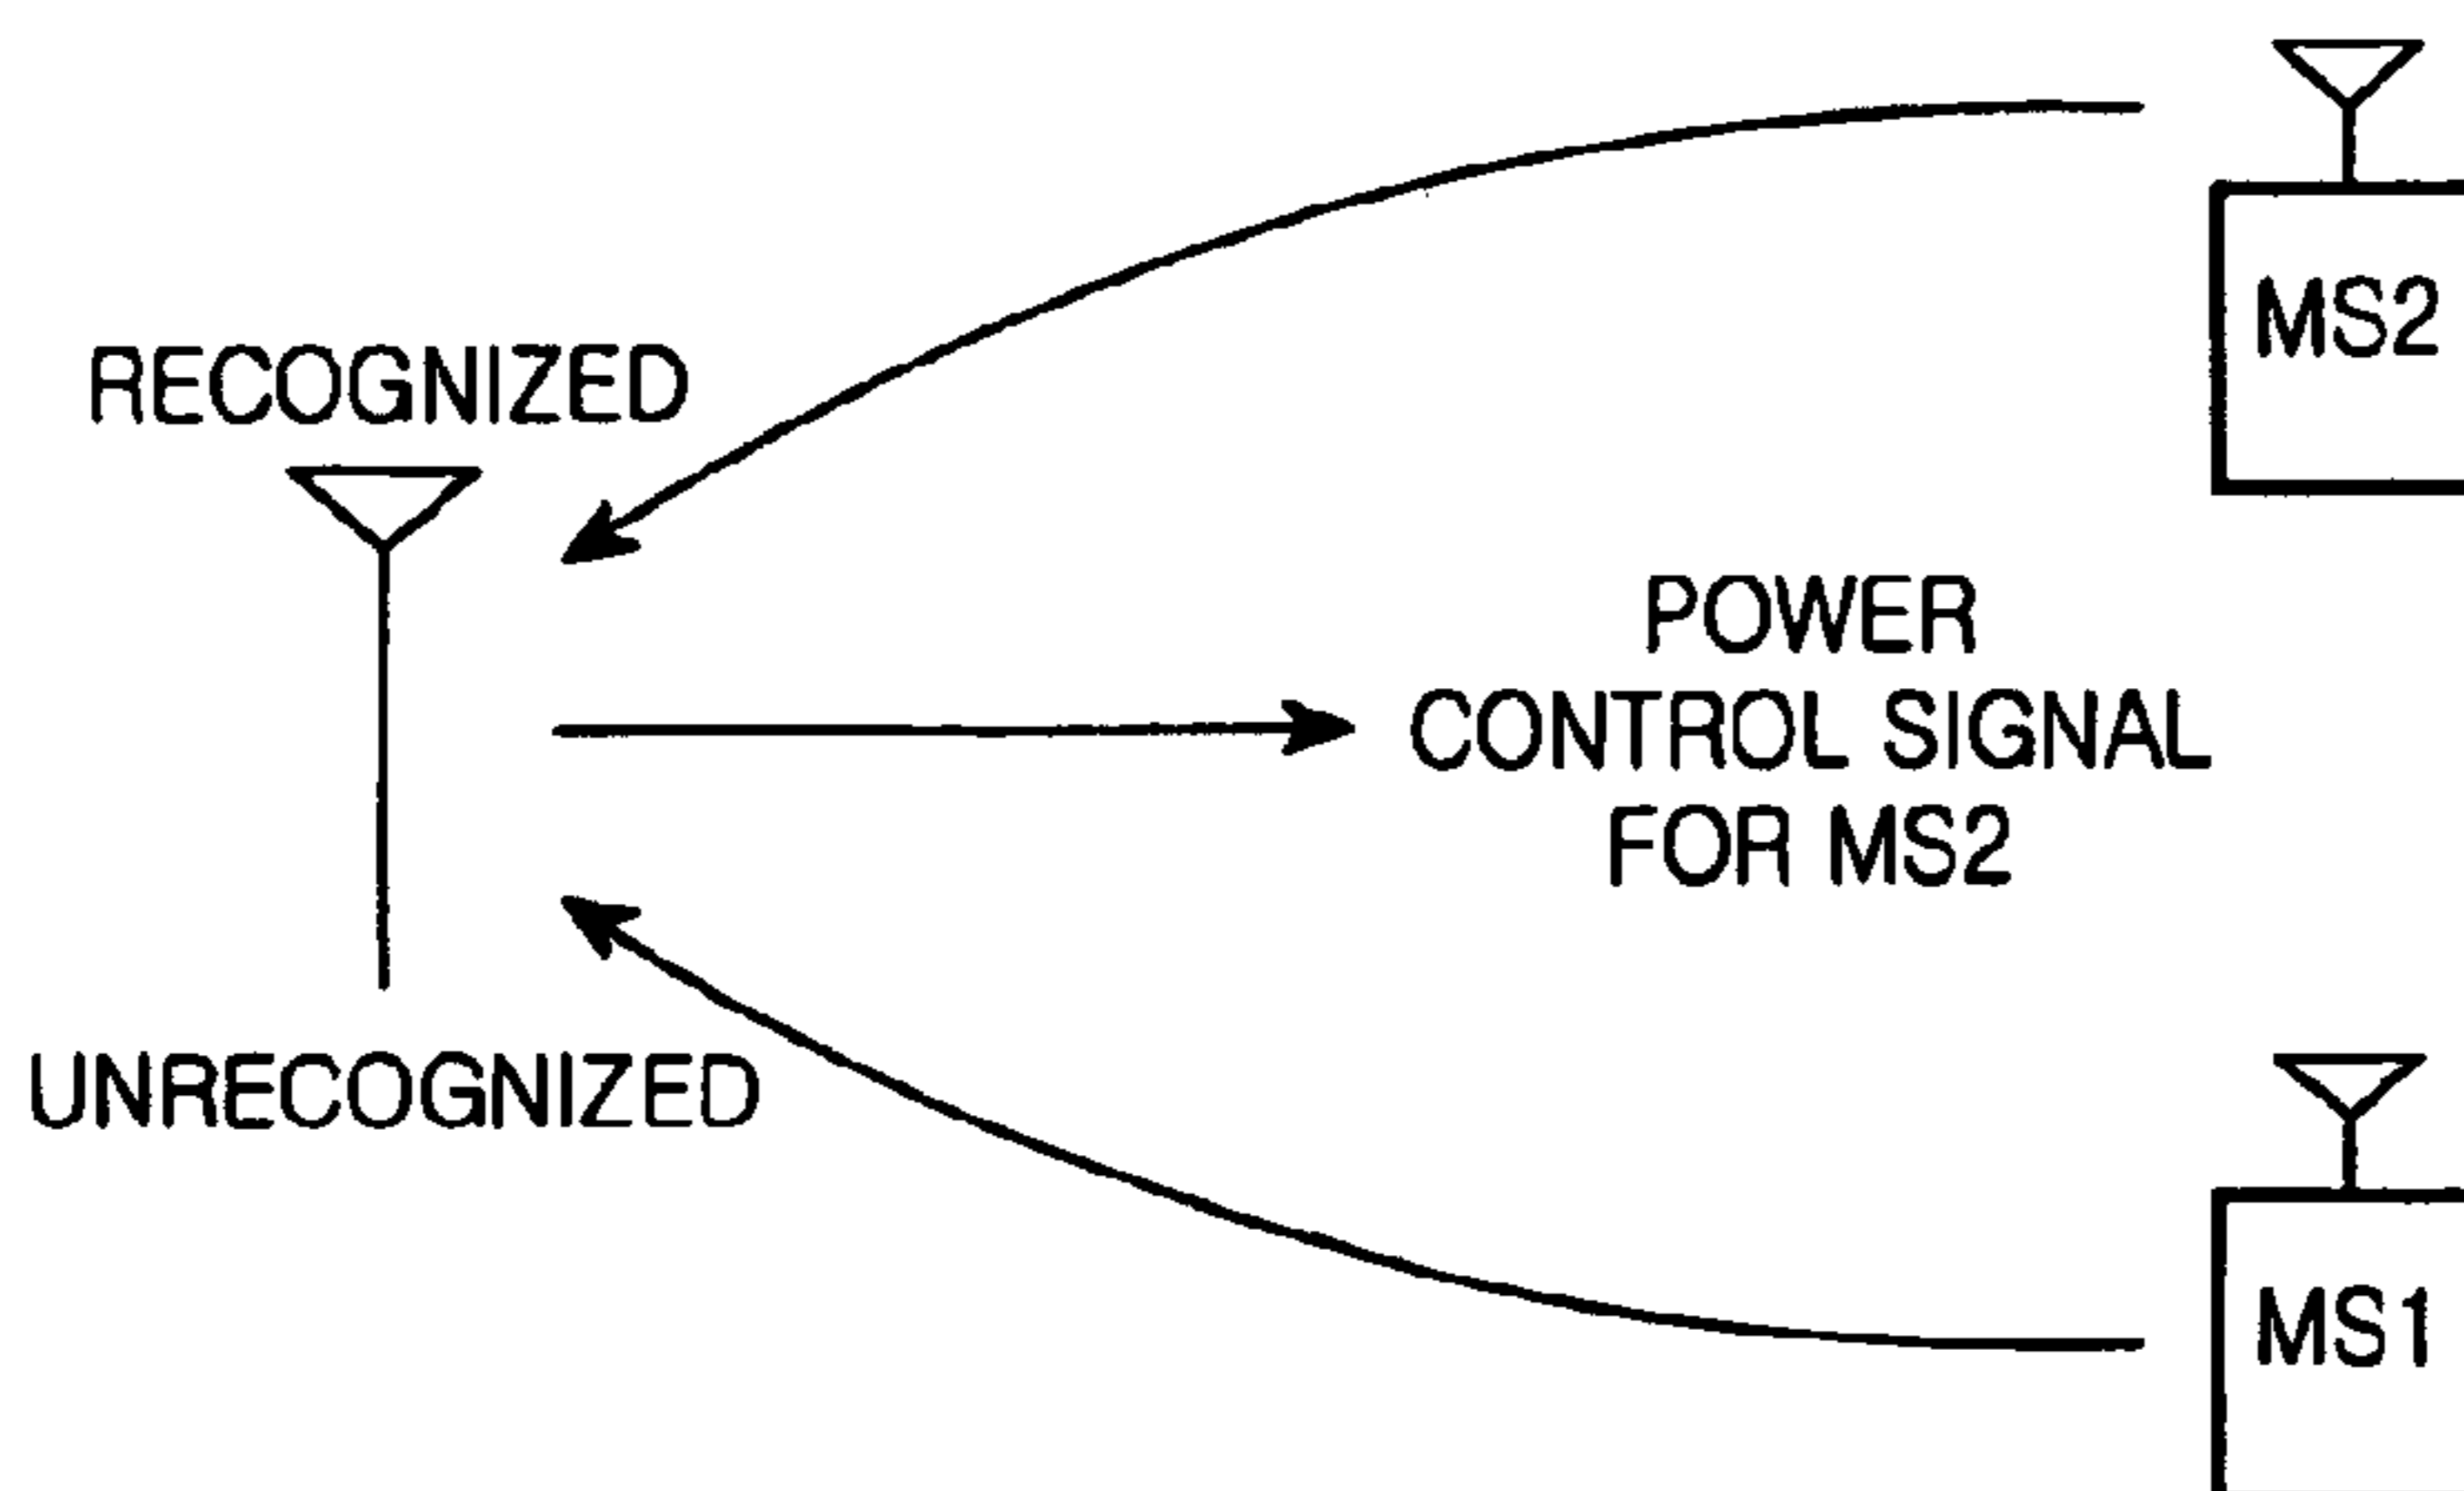 MS2
RECOGNIZED
POWER
CONTROL SIGNAL
FOR MS2
UNRECOGNIZED
MS1